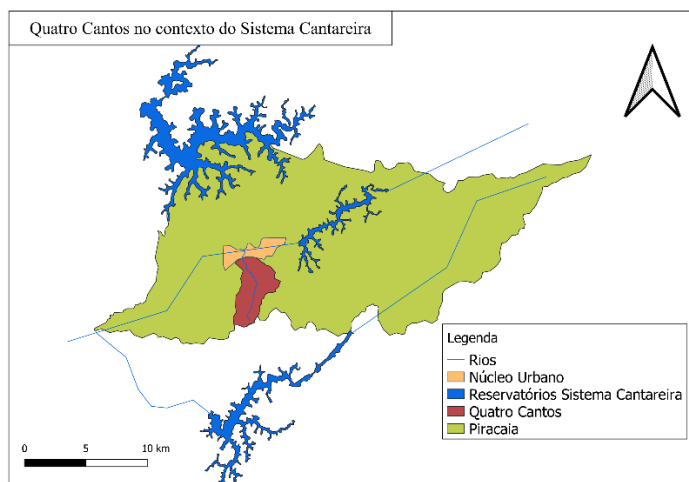 Quatro Cantos no contexto do Sistema Cantareira
Legenda
Rios
Núcleo Urbano
Reservatórios Sistema Cantareira
Quatro Cantos
Piracaia
0 5 10 km